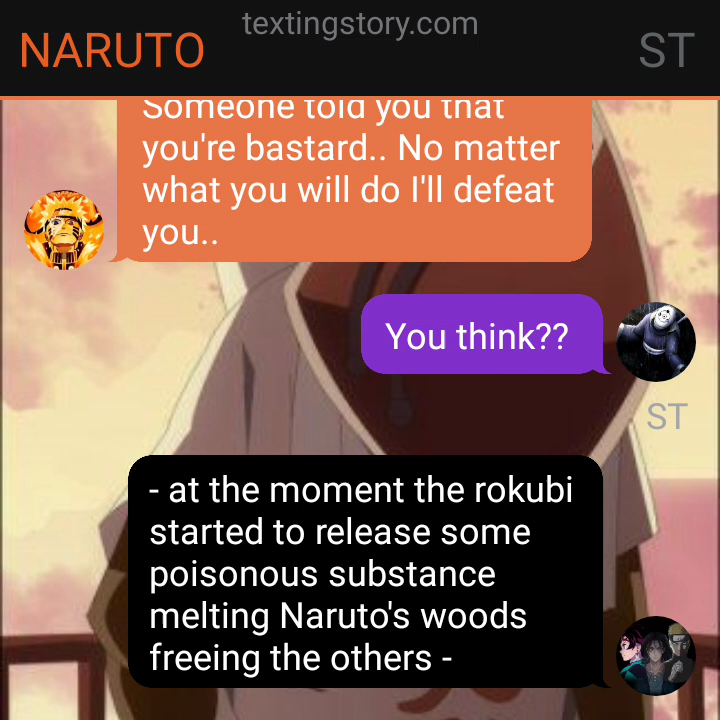 textingstory.com
NARUTO
ST
Someone told you that
you're bastard.. No matter
what you will do I'll defeat
you..
You think??
ST
- at the moment the rokubi
started to release some
poisonous substance
melting Naruto's woods
freeing the others -